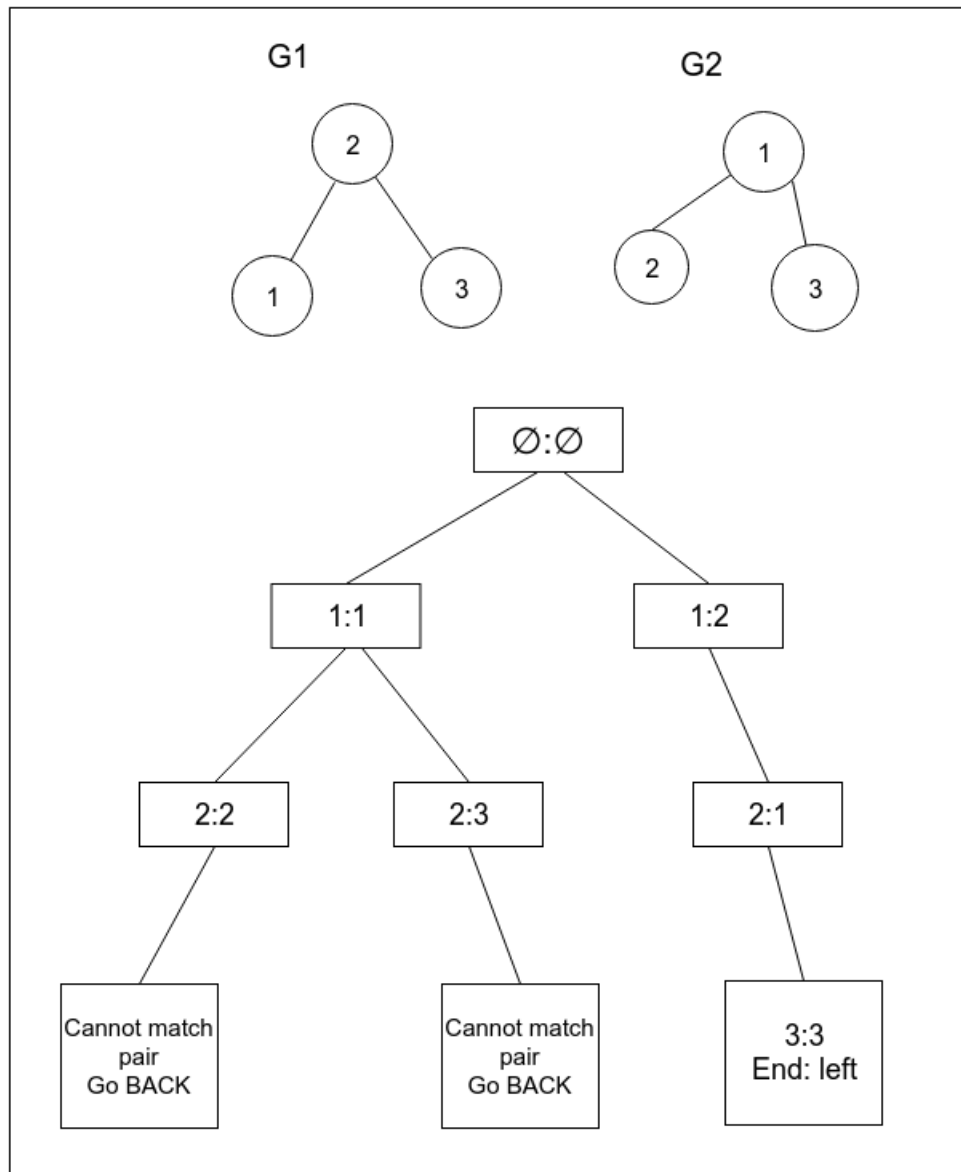 G1
G2
2
1
1
3
2
3
∅:∅
1:1
1:2
2:2
2:3
2:1
Cannot match
pair
Go BACK
Cannot match
pair
Go BACK
3:3
End: left